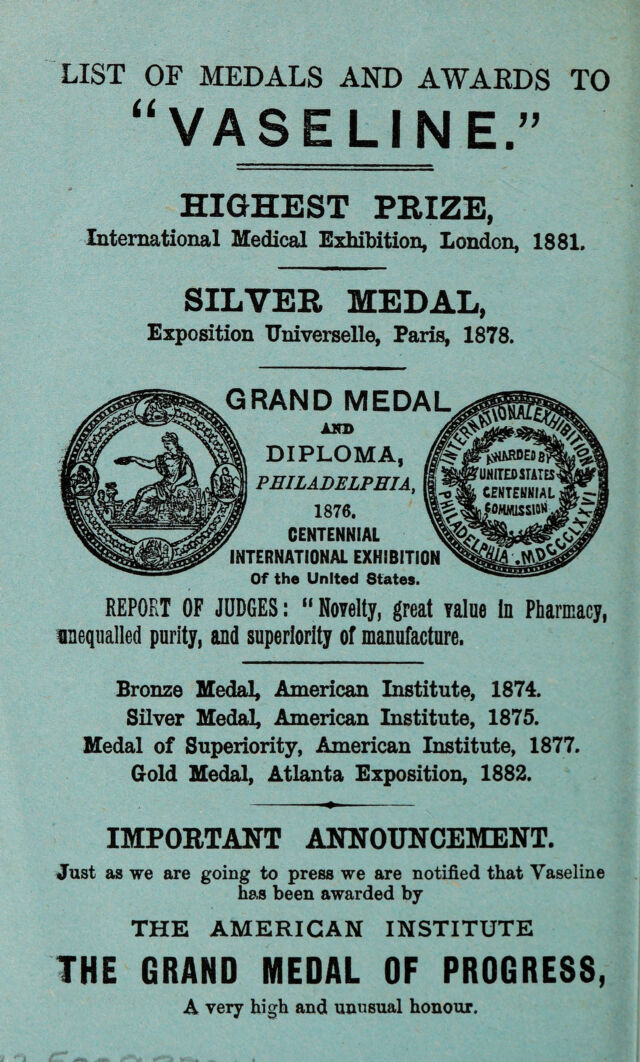 LIST OF MEDALS AND AWARDS TO
"VASELINE."
HIGHEST PRIZE,
International Medical Exhibition, London, 1881.
SILVER MEDAL,
Exposition Universelle, Paris, 1878.
GRAND MEDAL
AND
DIPLOMA,
PHILADELPHIA,
1876.
CENTENNIAL
INTERNATIONAL EXHIBITION
Of the United States.
INTERNATIONAL EXHIBITION
PHILADELPHIA . MDCCCLXXVI
AWARDED BY
UNITED STATES
CENTENNIAL
COMMISSION
REPORT OF JUDGES: "Novelty, great value in Pharmacy,
unequalled purity, and superiority of manufacture.
Bronze Medal, American Institute, 1874.
Silver Medal, American Institute, 1875.
Medal of Superiority, American Institute, 1877.
Gold Medal, Atlanta Exposition, 1882.
IMPORTANT ANNOUNCEMENT.
Just as we are going to press we are notified that Vaseline
has been awarded by
THE AMERICAN INSTITUTE
THE GRAND MEDAL OF PROGRESS,
A very high and unusual honour.